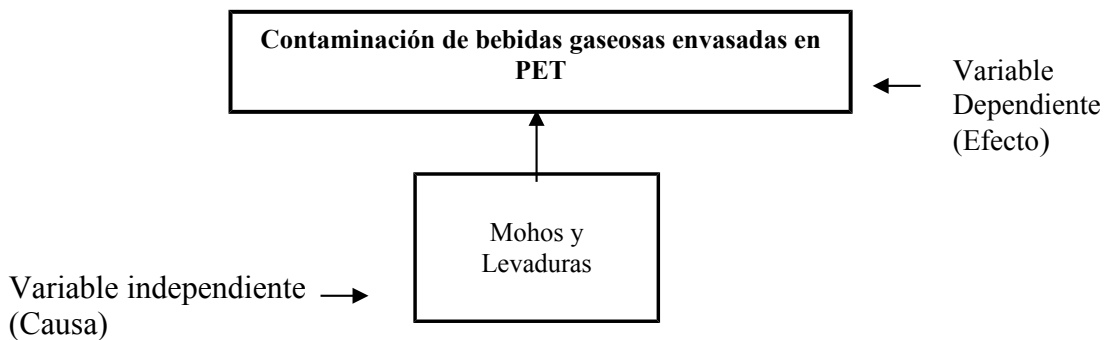 Contaminación de bebidas gaseosas envasadas en
PET
Variable
Dependiente
(Efecto)
Mohos y
Levaduras
Variable independiente
(Causa)